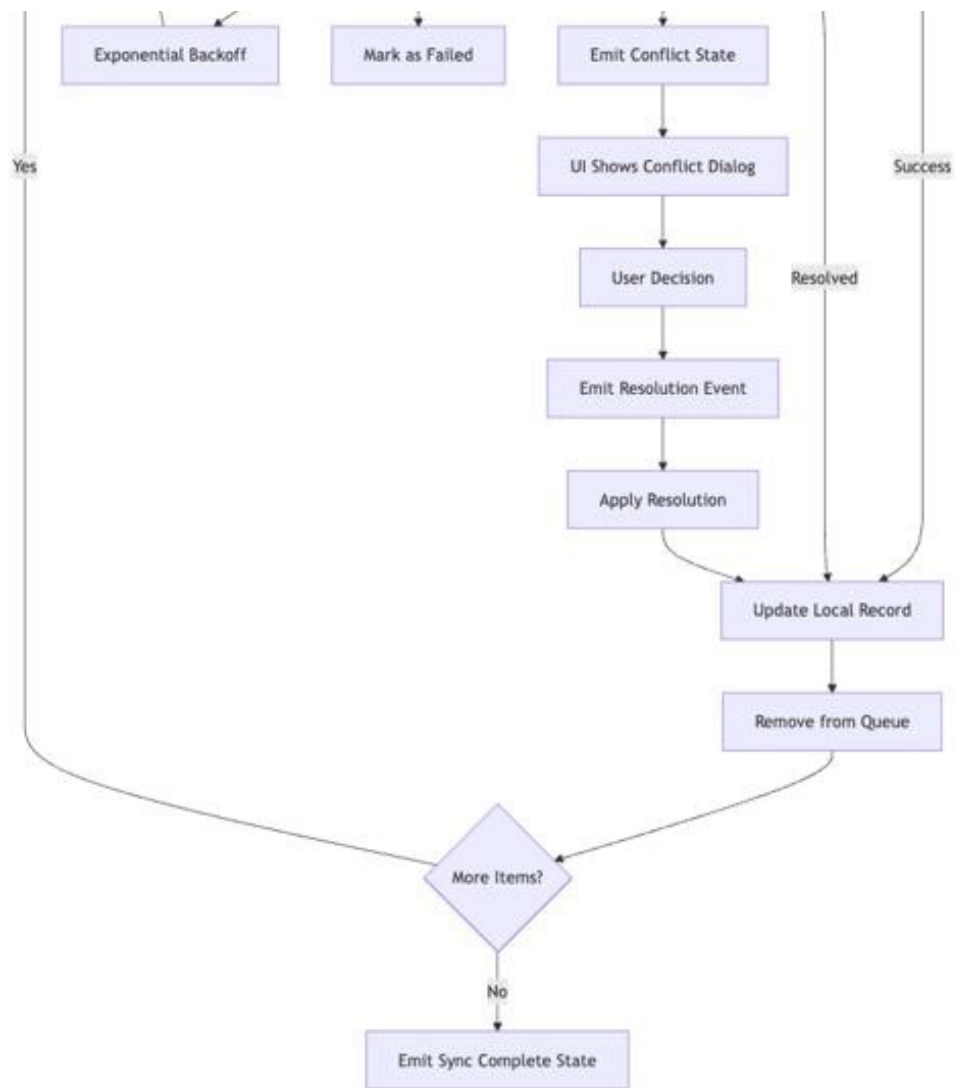 Exponential Backoff
Mark as Failed
Emit Conflict State
Yes
UI Shows Conflict Dialog
Success
User Decision
Resolved
Emit Resolution Event
Apply Resolution
Update Local Record
Remove from Queue
More Items?
No
Emit Sync Complete State